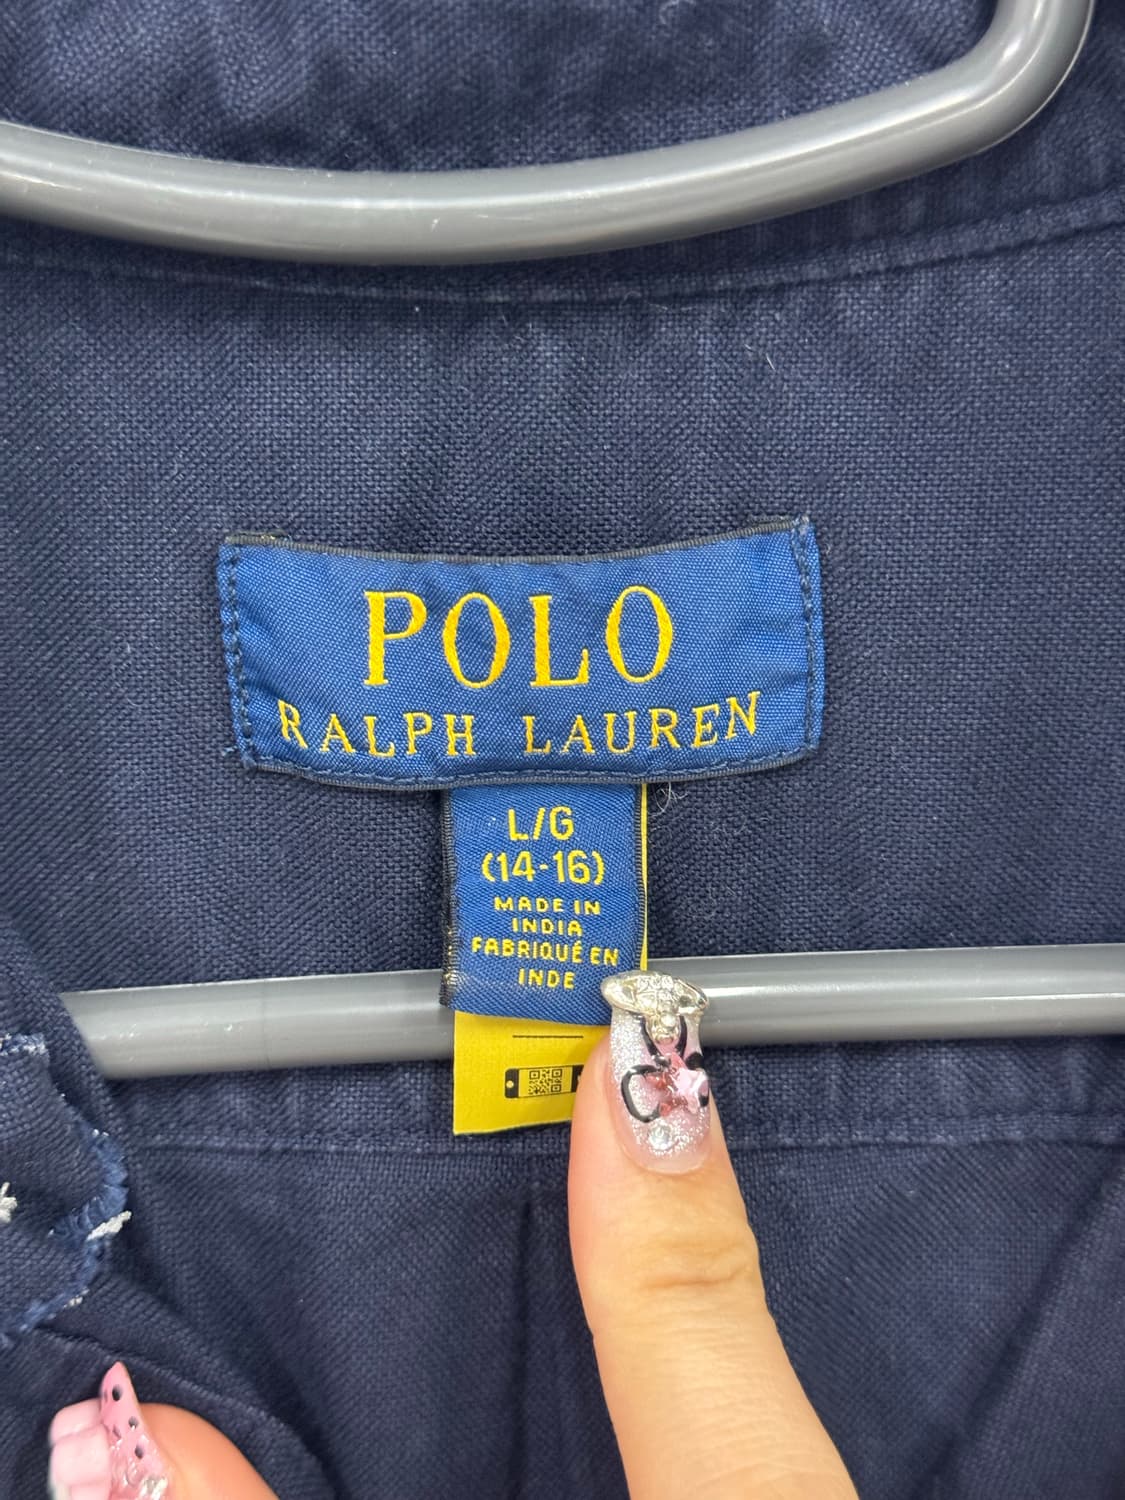 POLO
RALPH LAUREN
L/G
(14-16)
MADE IN
INDIA
FABRIQUÉ EN
INDE